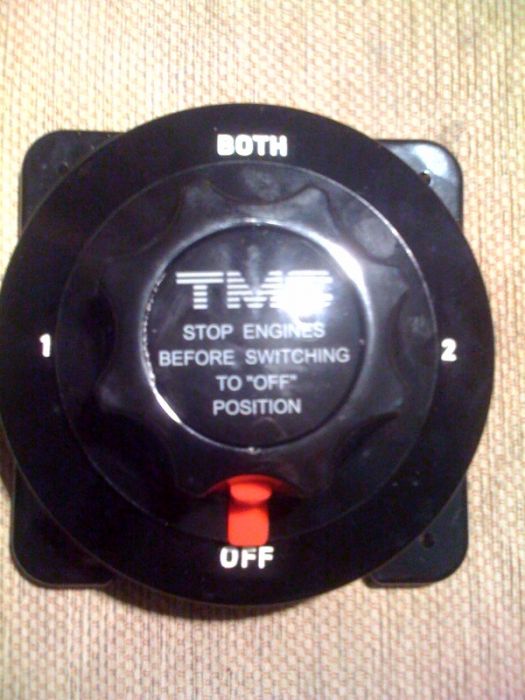 BOTH
TMC
STOP ENGINES
1
BEFORE SWITCHING
2
TO "OFF"
POSITION
OFF